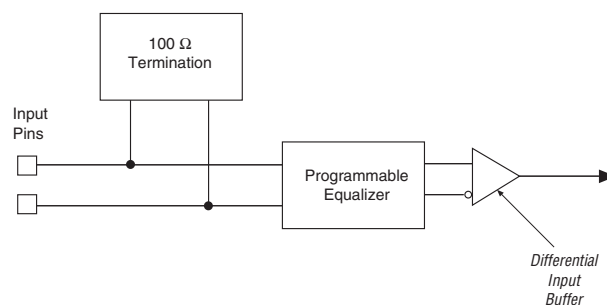 100 Ω
Termination
Input
Pins
Programmable
Equalizer
Differential
Input
Buffer